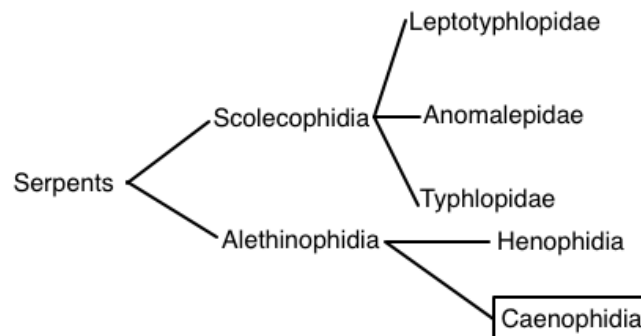 Leptotyphlopidae
Scolecophidia
Anomalepidae
Serpents
Typhlopidae
Alethinophidia
Henophidia
Caenophidia